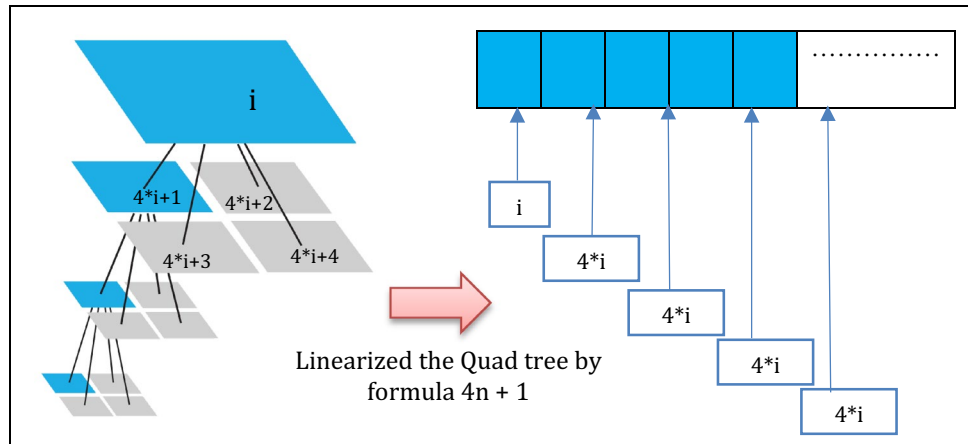 i
4*i+1
4*i+2
4*i+3
4*i+4
Linearized the Quad tree by
formula 4n + 1
...............
i
4*i
4*i
4*i
4*i